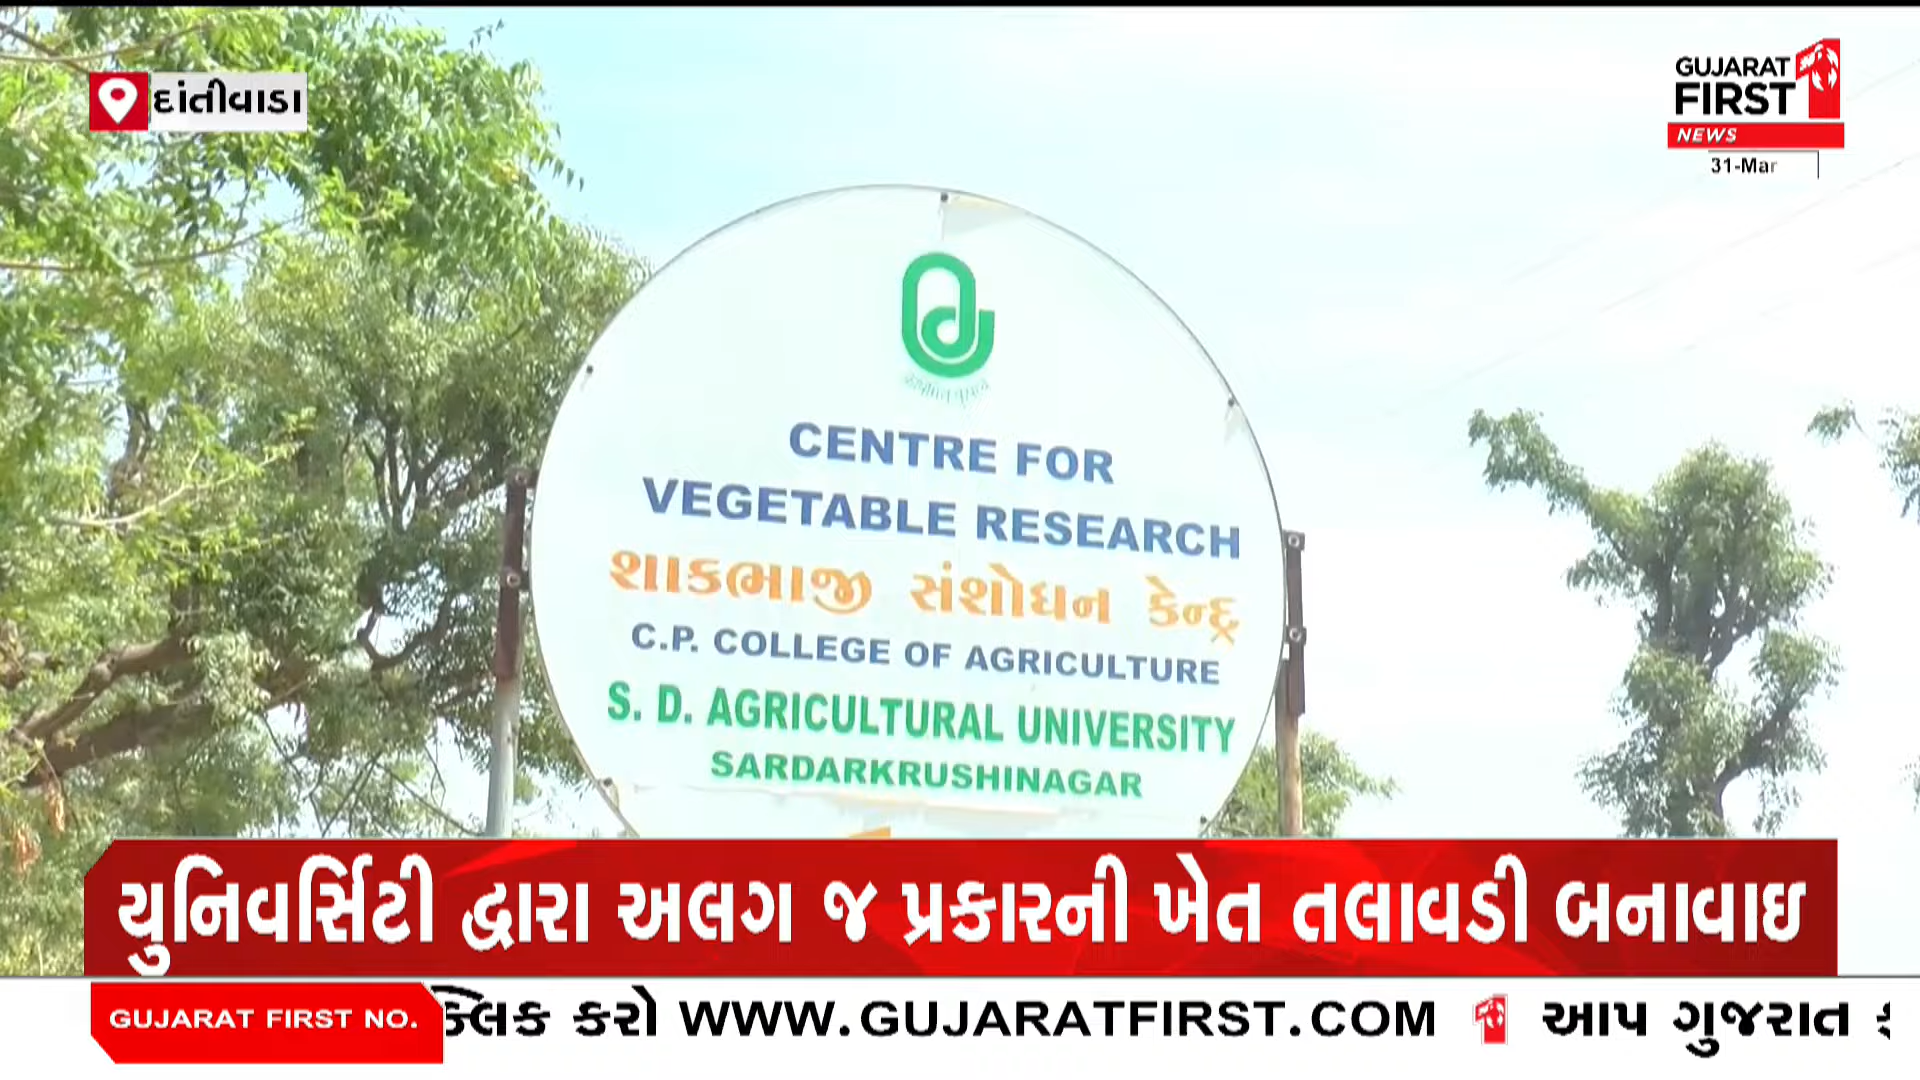 દાંતીવાડા
GUJARAT
FIRST
NEWS
31-Mar
CENTRE FOR
VEGETABLE RESEARCH
શાકભાજી સંશોધન કેન્દ્ર
C.P. COLLEGE OF AGRICULTURE
S. D. AGRICULTURAL UNIVERSITY
SARDARKRUSHINAGAR
યુનિવર્સિટી દ્વારા અલગ જ પ્રકારની ખેત તલાવડી બનાવાઇ
GUJARAT FIRST NO. ક્લિક કરો WWW.GUJARATFIRST.COM આપ ગુજરાત